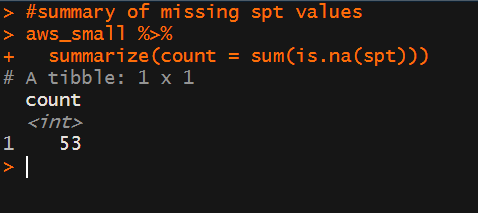 > #summary of missing spt values
> aws_small %>%
+   summarize(count = sum(is.na(spt)))
# A tibble: 1 x 1
  count
  <int>
1    53
>